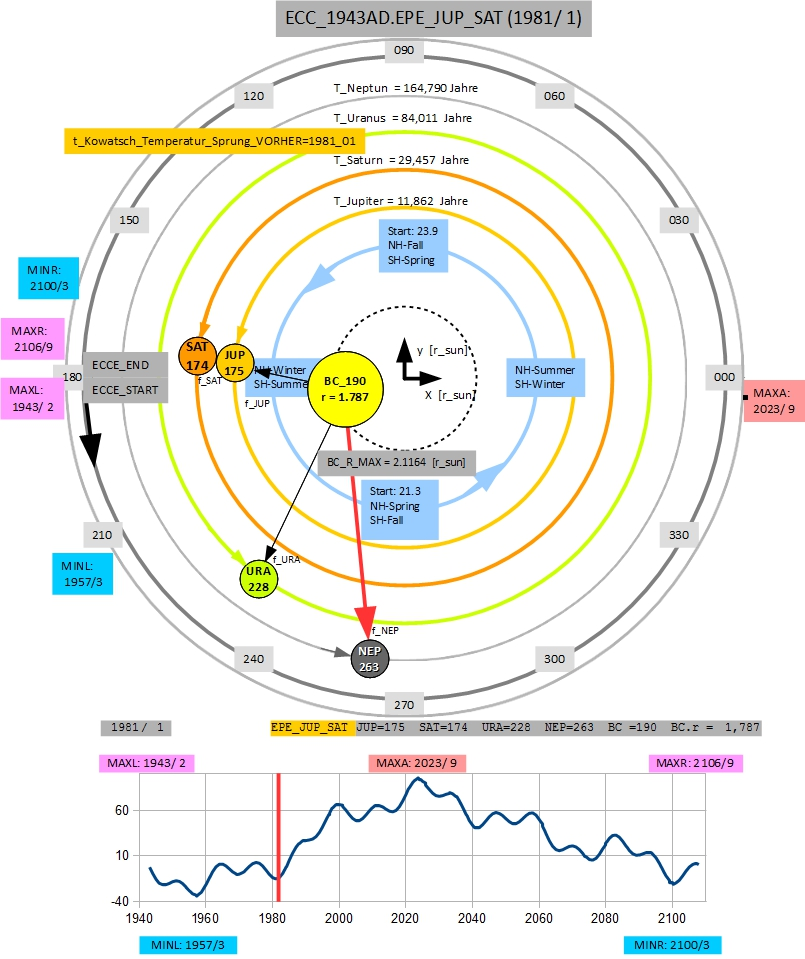 ECC_1943AD.EPE_JUP_SAT (1981/ 1)
090
120
060
T_Neptun = 164,790 Jahre
T_Uranus = 84,011 Jahre
t_Kowatsch_Temperatur_Sprung_VORHER=1981_01
T_Saturn = 29,457 Jahre
T_Jupiter = 11,862 Jahre
150
030
Start: 23.9
NH-Fall
SH-Spring
MINR:
2100/3
MAXR:
2106/9
SAT
174
JUP
175
y [r_sun]
ECCE_END
NH-Winter
SH-Summe
NH-Summer
SH-Winter
180
000
f_SAT
BC_190
r = 1.787
X [r_sun]
ECCE_START
MAXL:
1943/ 2
MAXA:
2023/ 9
f_JUP
BC_R_MAX = 2.1164 [r_sun]
Start: 21.3
NH-Spring
SH-Fall
210
330
MINL:
1957/3
f_URA
URA
228
f_NEP
NEP
263
240
300
270
1981/ 1
EPE_JUP_SAT JUP=175 SAT=174 URA=228 NEP=263 BC =190 BC.r = 1,787
MAXL: 1943/ 2
MAXA: 2023/ 9
MAXR: 2106/9
60
10
-40
1940 1960 1980 2000 2020 2040 2060 2080 2100
MINL: 1957/3
MINR: 2100/3